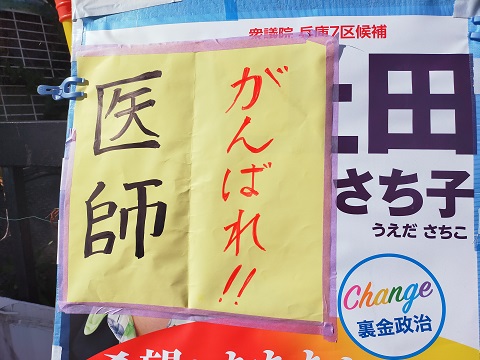 衆議院 兵庫7区候補
がんばれ!!
医師
田
さち子
うえだ さちこ
Change
裏金政治